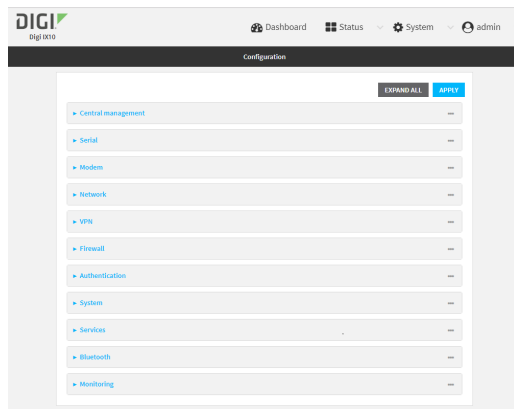 DIGI
Digi IX10
Dashboard
Status
System
admin
Configuration
EXPAND ALL
APPLY
Central management
Serial
Modem
Network
VPN
Firewall
Authentication
System
Services
Bluetooth
Monitoring